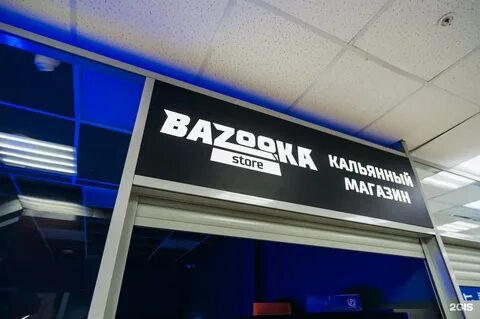 BAZOOKA
store
КАЛЬЯННЫЙ
МАГАЗИН
2GIS